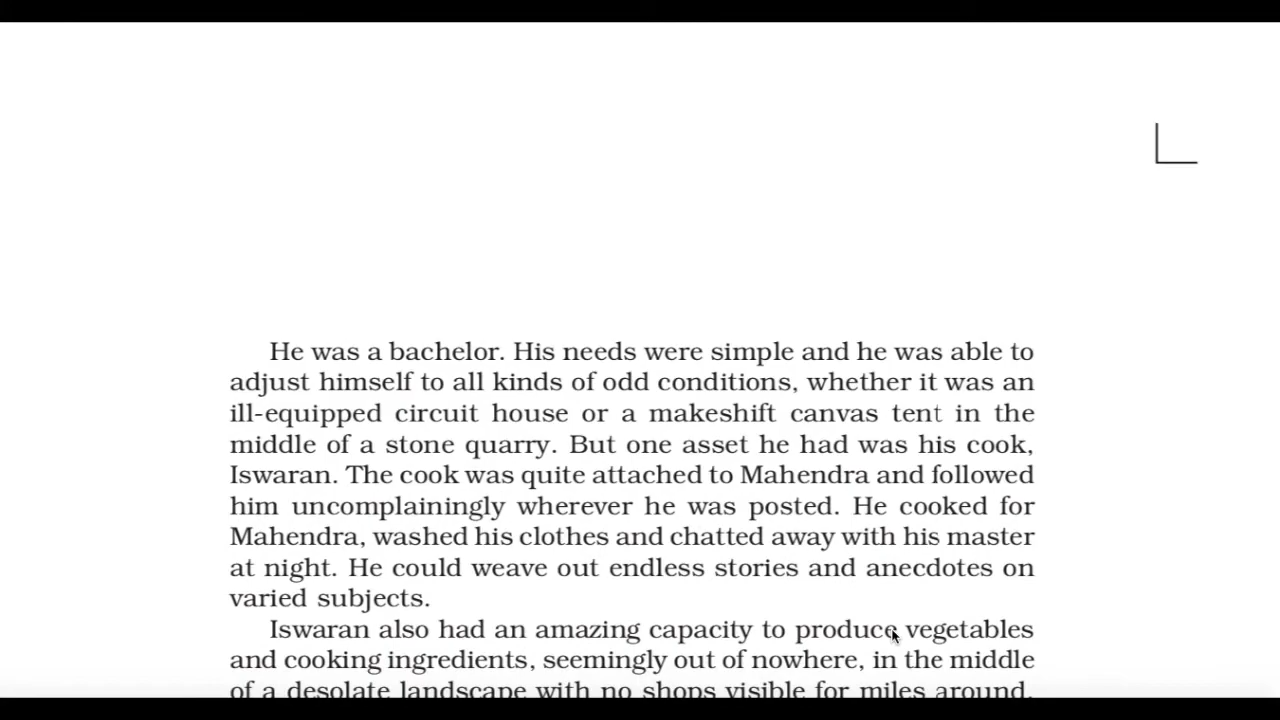 He was a bachelor. His needs were simple and he was able to
adjust himself to all kinds of odd conditions, whether it was an
ill-equipped circuit house or a makeshift canvas tent in the
middle of a stone quarry. But one asset he had was his cook,
Iswaran. The cook was quite attached to Mahendra and followed
him uncomplainingly wherever he was posted. He cooked for
Mahendra, washed his clothes and chatted away with his master
at night. He could weave out endless stories and anecdotes on
varied subjects.
Iswaran also had an amazing capacity to produce vegetables
and cooking ingredients, seemingly out of nowhere, in the middle
of a desolate landscape with no shops visible for miles around.